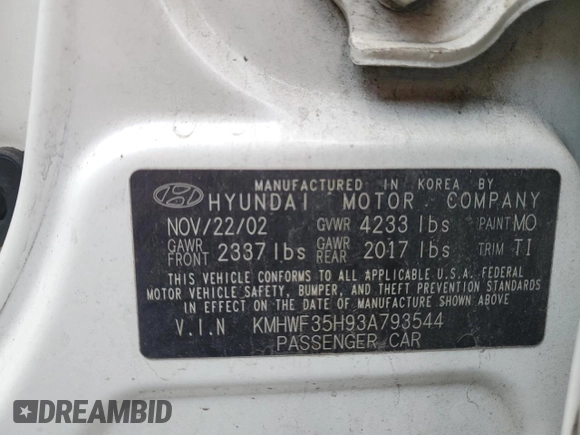 MANUFACTURED IN KOREA BY
HYUNDAI MOTOR COMPANY
NOV/22/02 GVWR 4233 lbs PAINT MO
GAWR FRONT 2337 lbs GAWR REAR 2017 lbs TRIM TI
THIS VEHICLE CONFORMS TO ALL APPLICABLE U.S.A. FEDERAL
MOTOR VEHICLE SAFETY, BUMPER, AND THEFT PREVENTION STANDARDS
IN EFFECT ON THE DATE OF MANUFACTURE SHOWN ABOVE
V.I.N KMHWF35H93A793544
PASSENGER CAR
DREAMBID